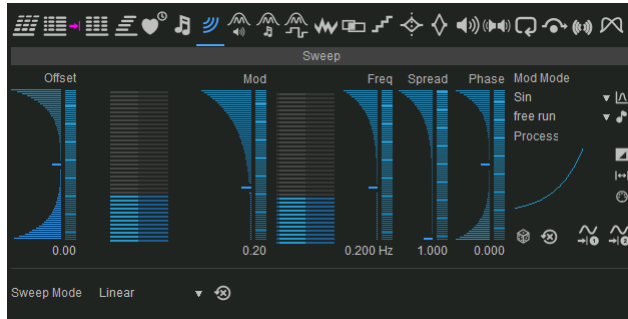 Sweep
Offset Mod Freq Spread Phase Mod Mode
Sin
free run
Process
0.00 0.20 0.200 Hz 1.000 0.000
Sweep Mode Linear